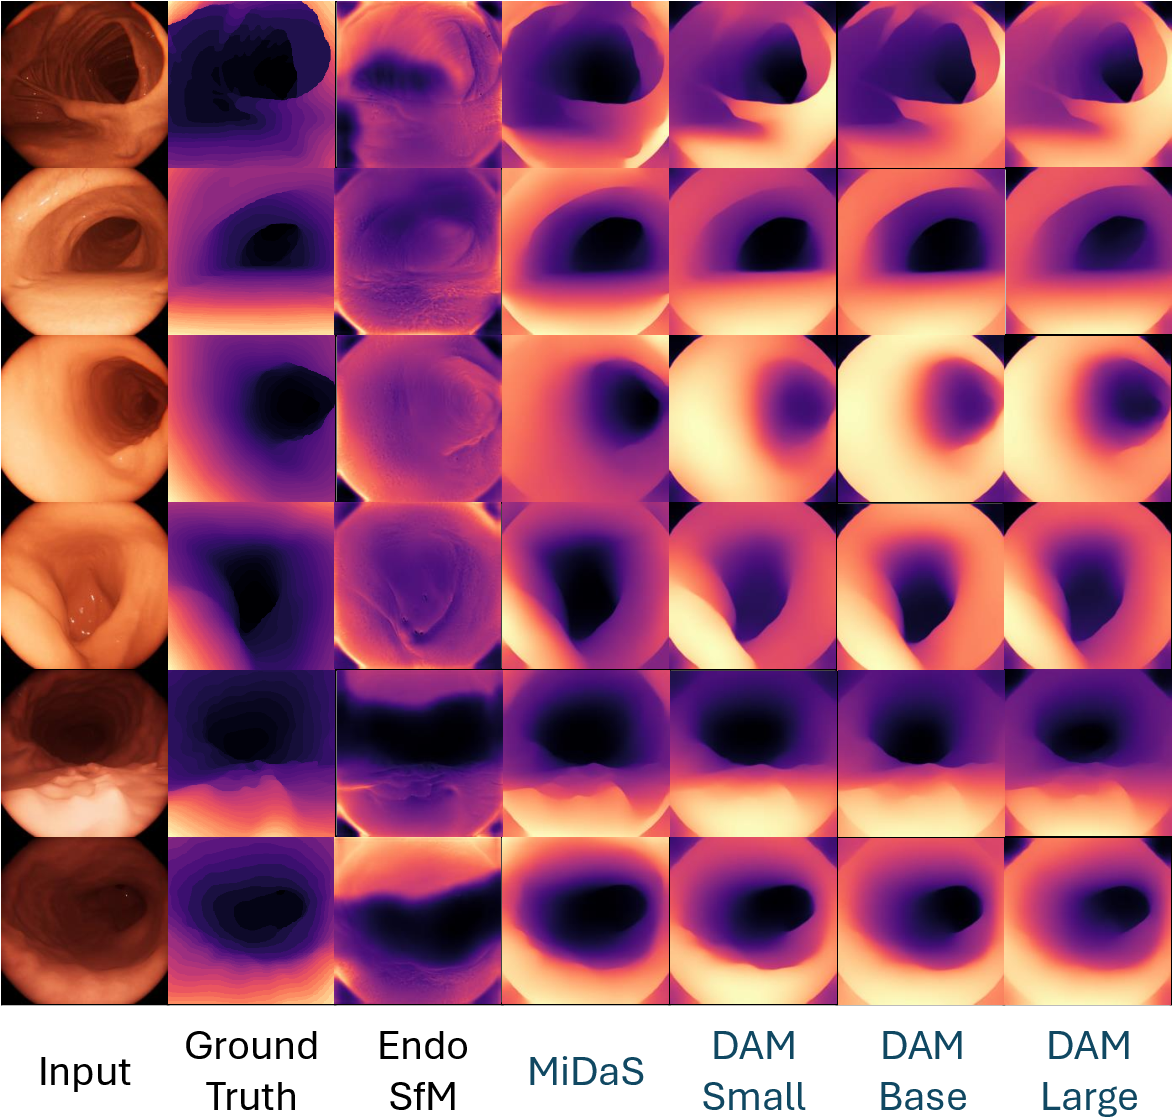 Input
Ground
Truth
Endo
SfM
MiDaS
DAM
Small
DAM
Base
DAM
Large